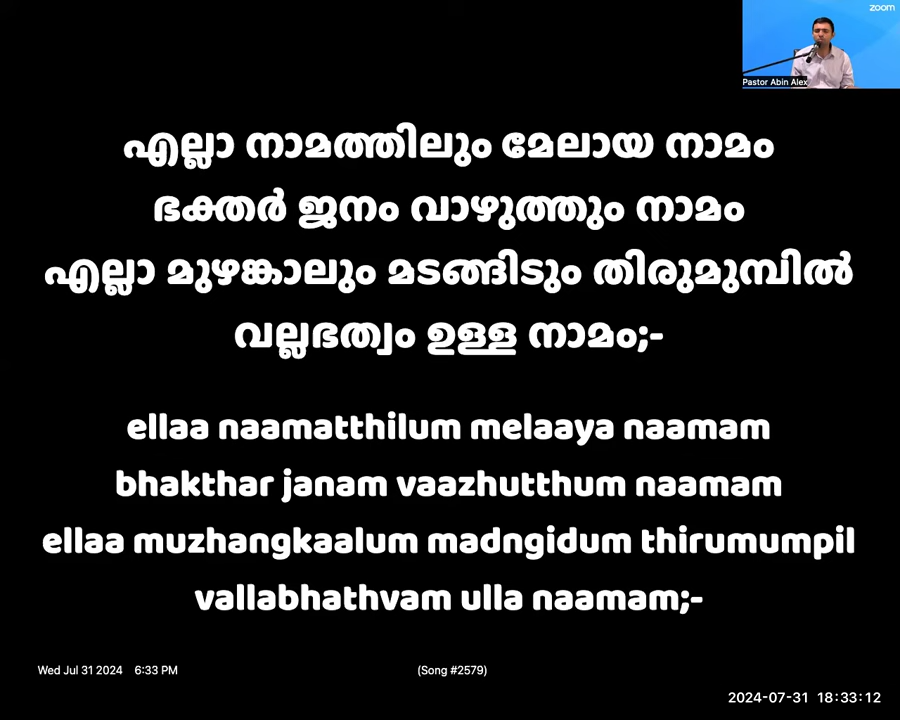 zoom
Pastor Abin Alex
എല്ലാ നാമത്തിലും മേലായ നാമം
ഭക്തർ ജനം വാഴുത്തും നാമം
എല്ലാ മുഴങ്കാലും മടങ്ങിടും തിരുമുമ്പിൽ
വല്ലഭത്വം ഉള്ള നാമം;-
ellaa naamatthilum melaaya naamam
bhakthar janam vaazhutthum naamam
ellaa muzhangkaalum madngidum thirumumpil
vallabhathvam ulla naamam;-
Wed Jul 31 2024 6:33 PM (Song #2579)
2024-07-31 18:33:12